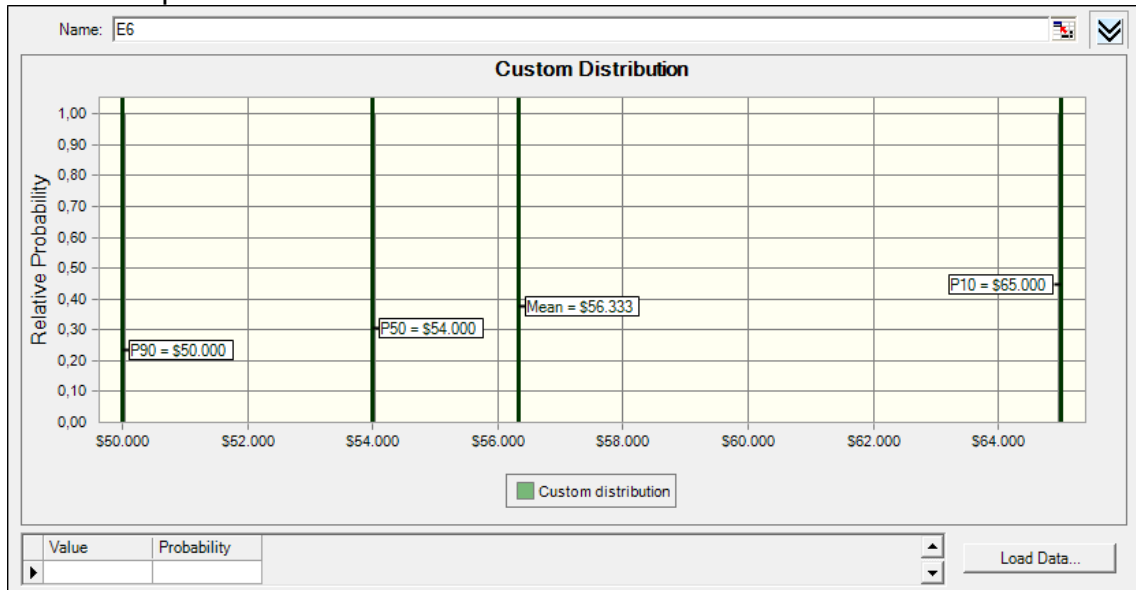 Name: E6
Custom Distribution
Relative Probability
1,00
0,90
0,80
0,70
0,60
0,50
0,40
0,30
0,20
0,10
0,00
P10 = $65.000
Mean = $56.333
P50 = $54.000
P90 = $50.000
$50.000 $52.000 $54.000 $56.000 $58.000 $60.000 $62.000 $64.000
Custom distribution
Value Probability
Load Data...